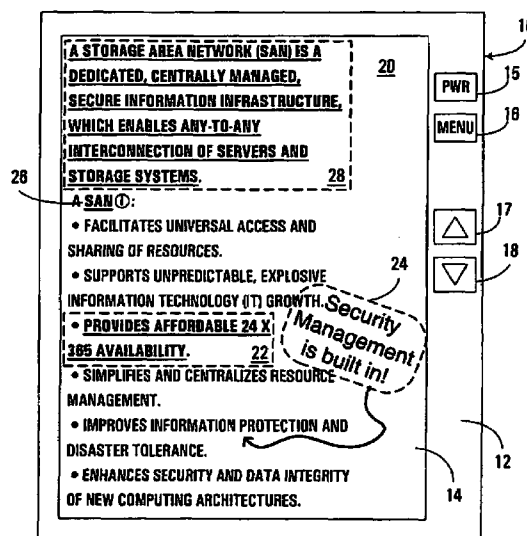 A STORAGE AREA NETWORK (SAN) IS A
DEDICATED, CENTRALLY MANAGED,
SECURE INFORMATION INFRASTRUCTURE,
WHICH ENABLES ANY-TO-ANY
INTERCONNECTION OF SERVERS AND
STORAGE SYSTEMS. 28
A SAN ⓘ:
• FACILITATES UNIVERSAL ACCESS AND
SHARING OF RESOURCES.
• SUPPORTS UNPREDICTABLE, EXPLOSIVE
INFORMATION TECHNOLOGY (IT) GROWTH.
• PROVIDES AFFORDABLE 24 X
365 AVAILABILITY. 22
• SIMPLIFIES AND CENTRALIZES RESOURCE
MANAGEMENT.
• IMPROVES INFORMATION PROTECTION AND
DISASTER TOLERANCE.
• ENHANCES SECURITY AND DATA INTEGRITY
OF NEW COMPUTING ARCHITECTURES.
Security
Management
is built in!
20
24
26
PWR
MENU
15
16
17
18
12
14